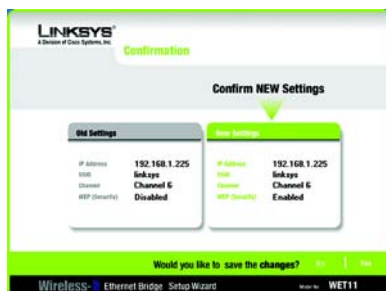 LINKSYS®
A Division of Cisco Systems, Inc.
Confirmation
Confirm NEW Settings
Old Settings
IP Address 192.168.1.225
SSID linksys
Channel Channel 6
WEP (Security) Disabled
New Settings
IP Address 192.168.1.225
SSID linksys
Channel Channel 6
WEP (Security) Enabled
Would you like to save the changes?
No Yes
Wireless-B Ethernet Bridge Setup Wizard
Model No WET11